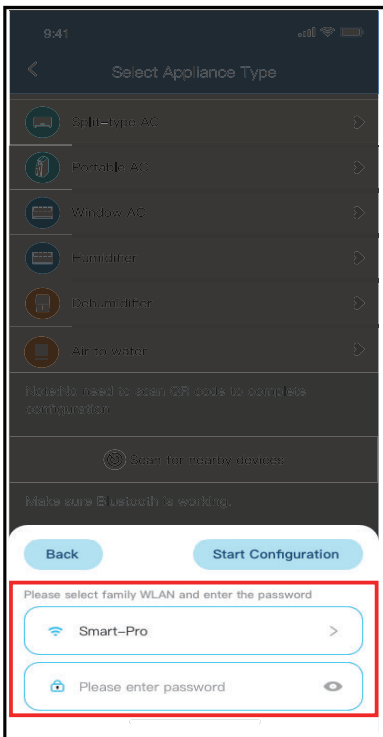 9:41
Select Appliance Type
Split-type AC
Portable AC
Window AC
Humidifier
Dehumidifier
Air to water
Note:No need to scan QR code to complete
configuration
Scan for nearby devices
Make sure Bluetooth is working.
Back
Start Configuration
Please select family WLAN and enter the password
Smart-Pro
Please enter password